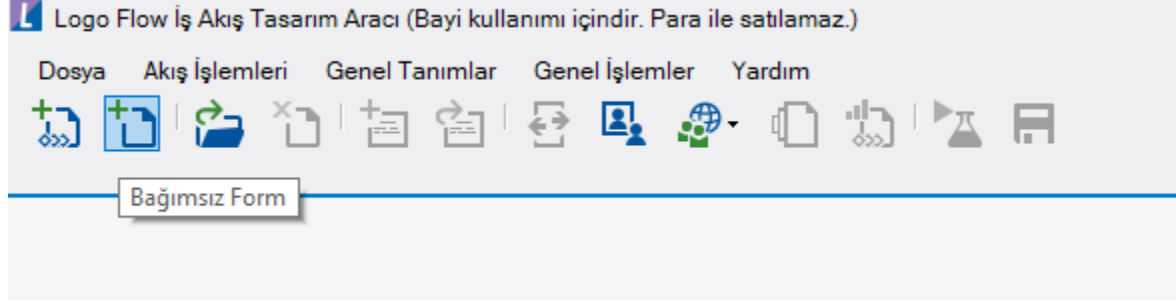 Logo Flow İş Akış Tasarım Aracı (Bayi kullanımı içindir. Para ile satılamaz.)
Dosya Akış İşlemleri Genel Tanımlar Genel İşlemler Yardım
Bağımsız Form